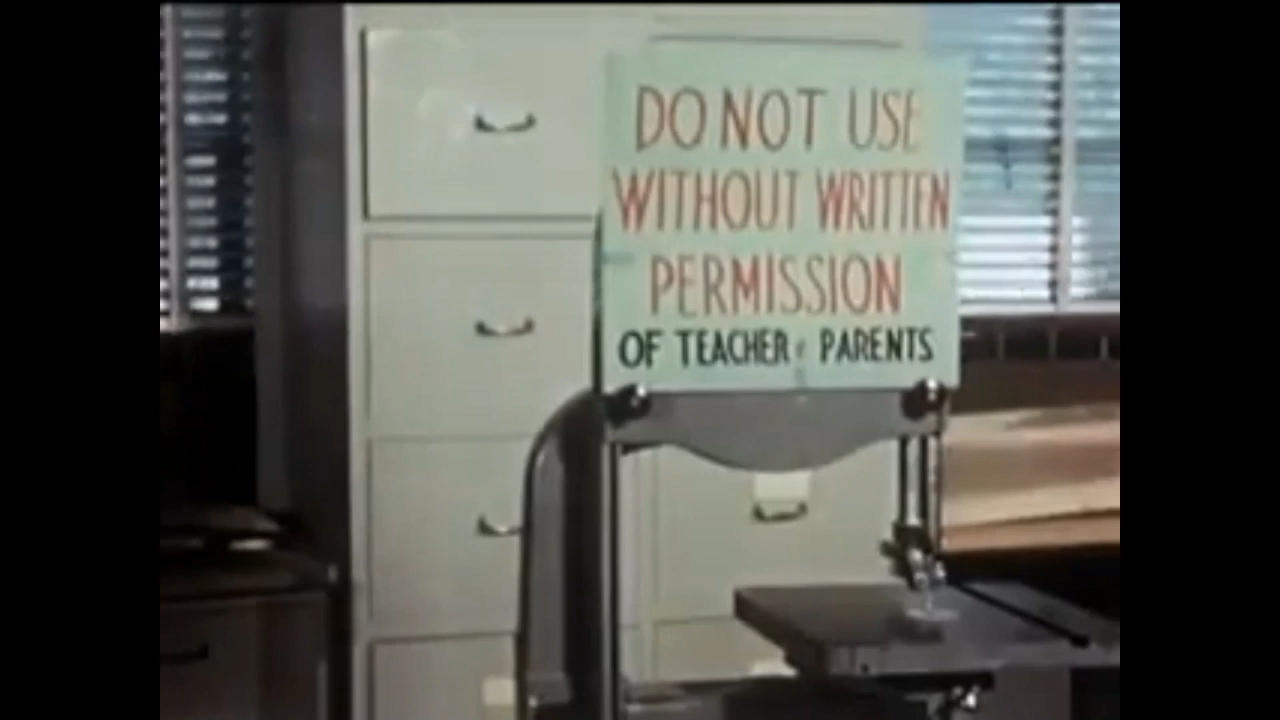 DO NOT USE
WITHOUT WRITTEN
PERMISSION
OF TEACHER & PARENTS